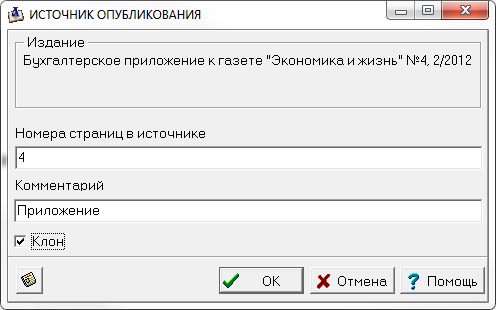 ИСТОЧНИК ОПУБЛИКОВАНИЯ
Издание
Бухгалтерское приложение к газете "Экономика и жизнь" №4, 2/2012
Номера страниц в источнике
4
Комментарий
Приложение
Клон
OK
Отмена
Помощь